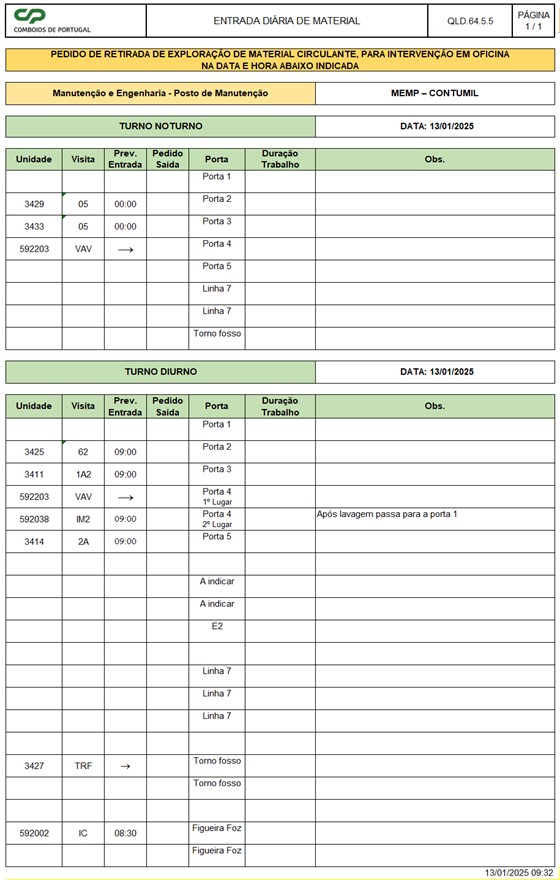 CP
COMBOIOS DE PORTUGAL
ENTRADA DIÁRIA DE MATERIAL
QLD.64.5.5
PÁGINA
1 / 1
PEDIDO DE RETIRADA DE EXPLORAÇÃO DE MATERIAL CIRCULANTE, PARA INTERVENÇÃO EM OFICINA
NA DATA E HORA ABAIXO INDICADA
Manutenção e Engenharia - Posto de Manutenção MEMP – CONTUMIL
TURNO NOTURNO DATA: 13/01/2025
Unidade Visita Prev. Entrada Pedido Saída Porta Duração Trabalho Obs.
Porta 1
3429 05 00:00 Porta 2
3433 05 00:00 Porta 3
592203 VAV → Porta 4
Porta 5
Linha 7
Linha 7
Torno fosso
TURNO DIURNO DATA: 13/01/2025
Unidade Visita Prev. Entrada Pedido Saída Porta Duração Trabalho Obs.
Porta 1
3425 62 09:00 Porta 2
3411 1A2 09:00 Porta 3
592203 VAV → Porta 4 1º Lugar
592038 IM2 09:00 Porta 4 2º Lugar Após lavagem passa para a porta 1
3414 2A 09:00 Porta 5
A indicar
A indicar
E2
Linha 7
Linha 7
Linha 7
3427 TRF → Torno fosso
Torno fosso
592002 IC 08:30 Figueira Foz
Figueira Foz
13/01/2025 09:32